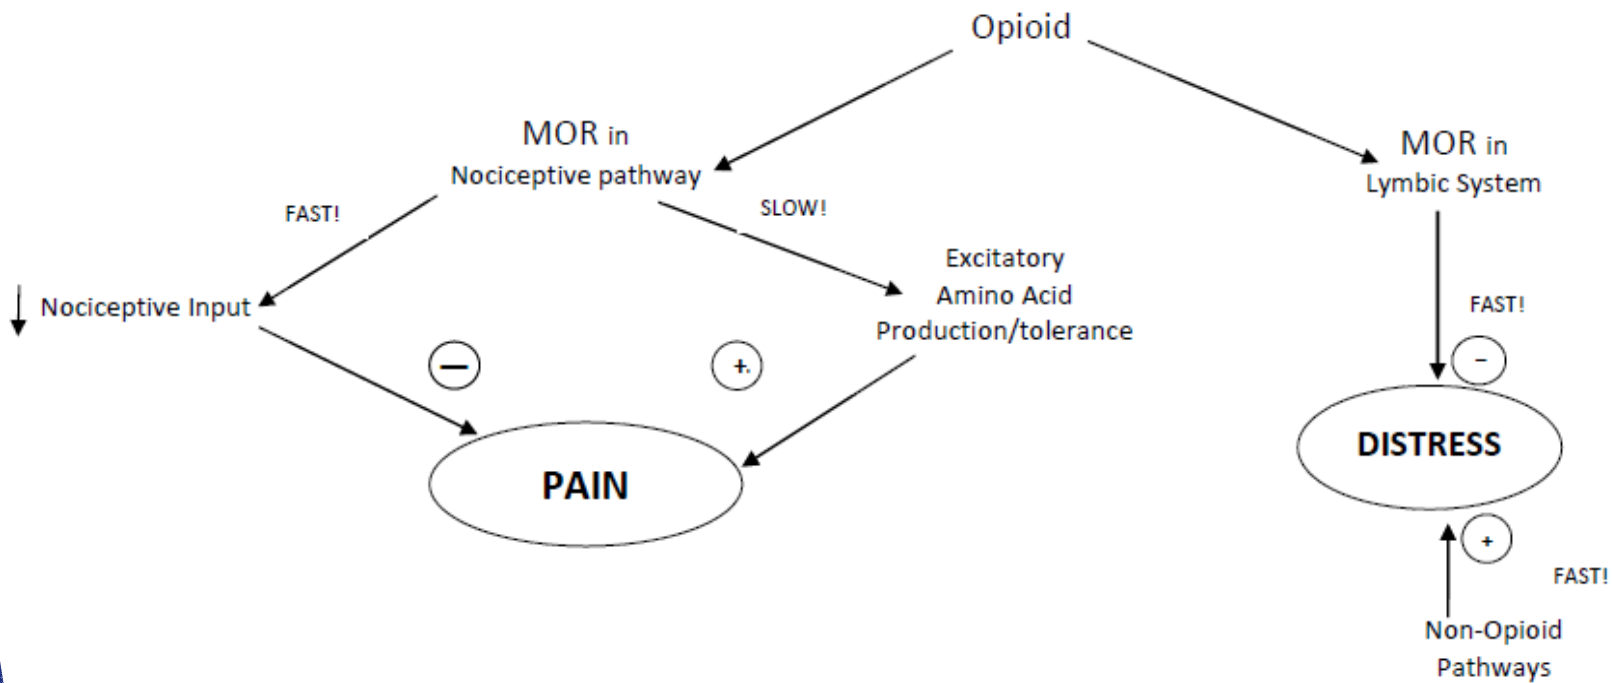 Opioid
MOR in
Nociceptive pathway
MOR in
Lymbic System
FAST!
SLOW!
Nociceptive Input
Excitatory
Amino Acid
Production/tolerance
FAST!
—
+.
−
PAIN
DISTRESS
+
FAST!
Non-Opioid
Pathways